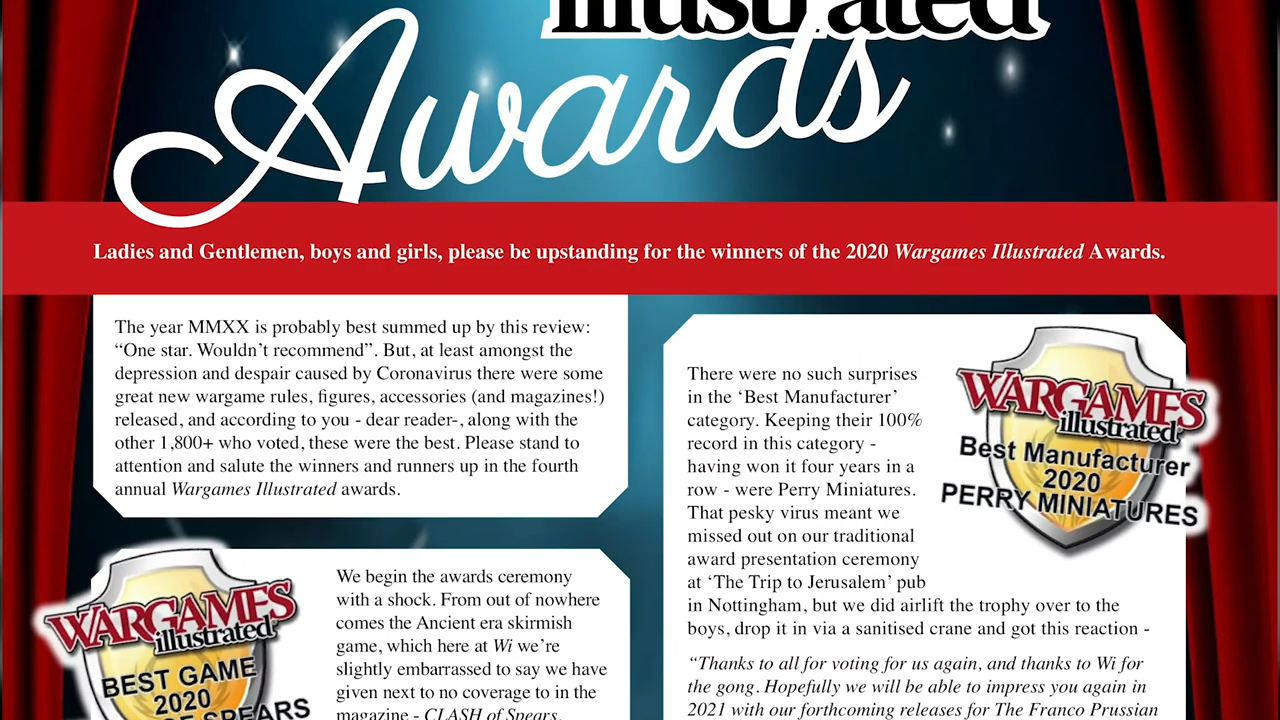 illustrated
Awards
Ladies and Gentlemen, boys and girls, please be upstanding for the winners of the 2020 Wargames Illustrated Awards.
The year MMXX is probably best summed up by this review:
“One star. Wouldn’t recommend”. But, at least amongst the
depression and despair caused by Coronavirus there were some
great new wargame rules, figures, accessories (and magazines!)
released, and according to you - dear reader-, along with the
other 1,800+ who voted, these were the best. Please stand to
attention and salute the winners and runners up in the fourth
annual Wargames Illustrated awards.
WARGAMES
illustrated
BEST GAME
2020
SPEARS
We begin the awards ceremony
with a shock. From out of nowhere
comes the Ancient era skirmish
game, which here at Wi we’re
slightly embarrassed to say we have
given next to no coverage to in the
magazine - CLASH of Spears.
There were no such surprises
in the ‘Best Manufacturer’
category. Keeping their 100%
record in this category -
having won it four years in a
row - were Perry Miniatures.
That pesky virus meant we
missed out on our traditional
award presentation ceremony
at ‘The Trip to Jerusalem’ pub
in Nottingham, but we did airlift the trophy over to the
boys, drop it in via a sanitised crane and got this reaction -
“Thanks to all for voting for us again, and thanks to Wi for
the gong. Hopefully we will be able to impress you again in
2021 with our forthcoming releases for The Franco Prussian
WARGAMES
illustrated
Best Manufacturer
2020
PERRY MINIATURES